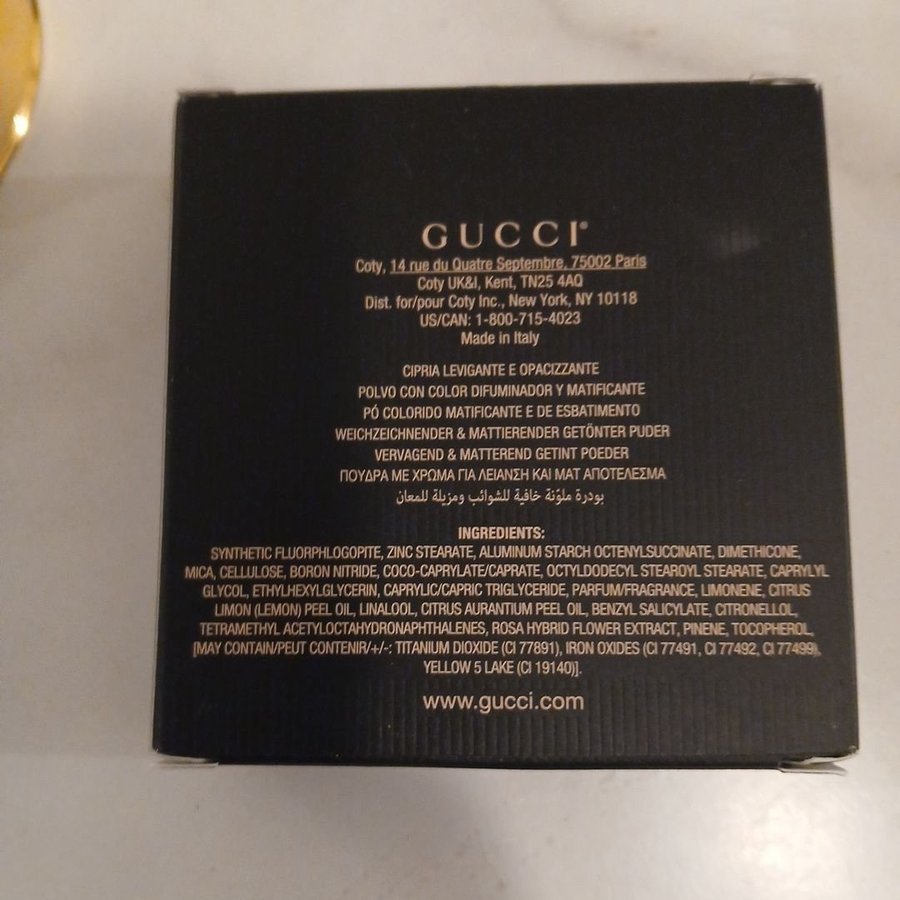 GUCCI®
Coty, 14 rue du Quatre Septembre, 75002 Paris
Coty UK&I, Kent, TN25 4AQ
Dist. for/pour Coty Inc., New York, NY 10118
US/CAN: 1-800-715-4023
Made in Italy
CIPRIA LEVIGANTE E OPACIZZANTE
POLVO CON COLOR DIFUMINADOR Y MATIFICANTE
PÓ COLORIDO MATIFICANTE E DE ESBATIMENTO
WEICHZEICHNENDER & MATTIERENDER GETÖNTER PUDER
VERVAGEND & MATTEREND GETINT POEDER
ΠΟΥΔΡΑ ΜΕ ΧΡΩΜΑ ΓΙΑ ΛΕΙΑΝΣΗ ΚΑΙ ΜΑΤ ΑΠΟΤΕΛΕΣΜΑ
بودرة ملوّنة خافية للشوائب ومزيلة للمعان
INGREDIENTS:
SYNTHETIC FLUORPHLOGOPITE, ZINC STEARATE, ALUMINUM STARCH OCTENYLSUCCINATE, DIMETHICONE,
MICA, CELLULOSE, BORON NITRIDE, COCO-CAPRYLATE/CAPRATE, OCTYLDODECYL STEAROYL STEARATE, CAPRYLYL
GLYCOL, ETHYLHEXYLGLYCERIN, CAPRYLIC/CAPRIC TRIGLYCERIDE, PARFUM/FRAGRANCE, LIMONENE, CITRUS
LIMON (LEMON) PEEL OIL, LINALOOL, CITRUS AURANTIUM PEEL OIL, BENZYL SALICYLATE, CITRONELLOL,
TETRAMETHYL ACETYLOCTAHYDRONAPHTHALENES, ROSA HYBRID FLOWER EXTRACT, PINENE, TOCOPHEROL,
[MAY CONTAIN/PEUT CONTENIR/+/-: TITANIUM DIOXIDE (CI 77891), IRON OXIDES (CI 77491, CI 77492, CI 77499),
YELLOW 5 LAKE (CI 19140)].
www.gucci.com